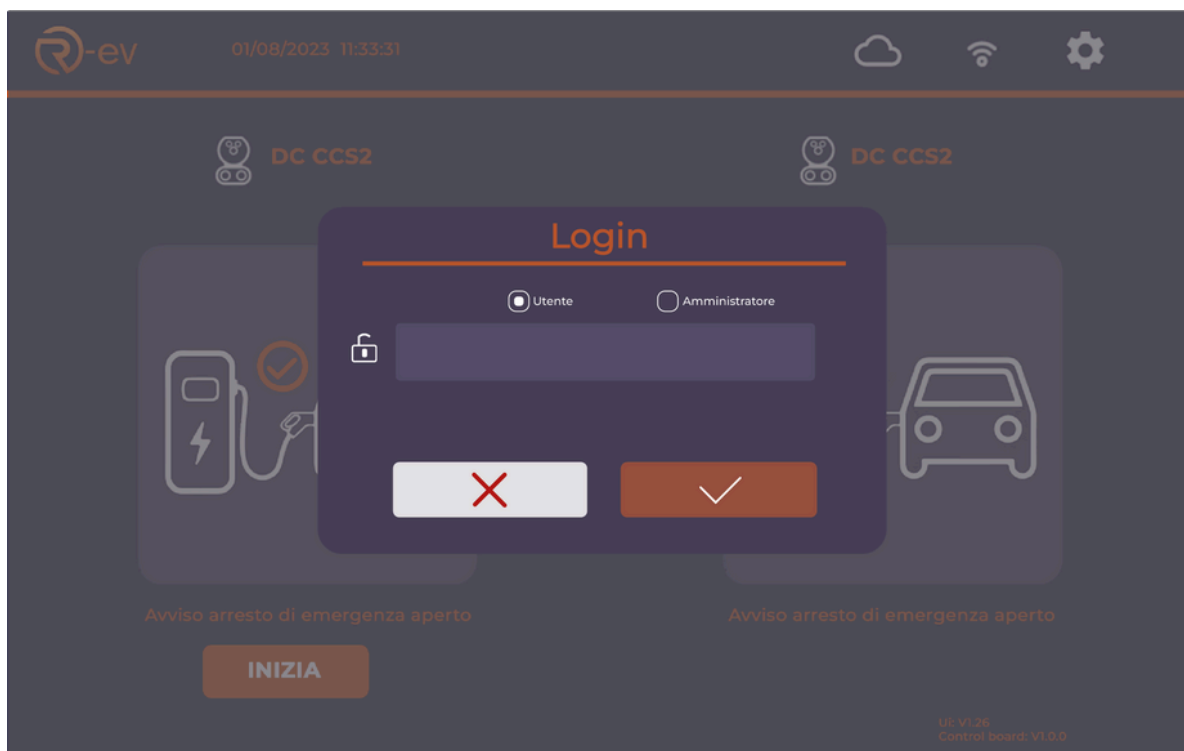 R-ev
01/08/2023 11:33:31
DC CCS2
DC CCS2
Login
Utente
Amministratore
Avviso arresto di emergenza aperto
Avviso arresto di emergenza aperto
INIZIA
UI: V1.26
Control board: V1.0.0